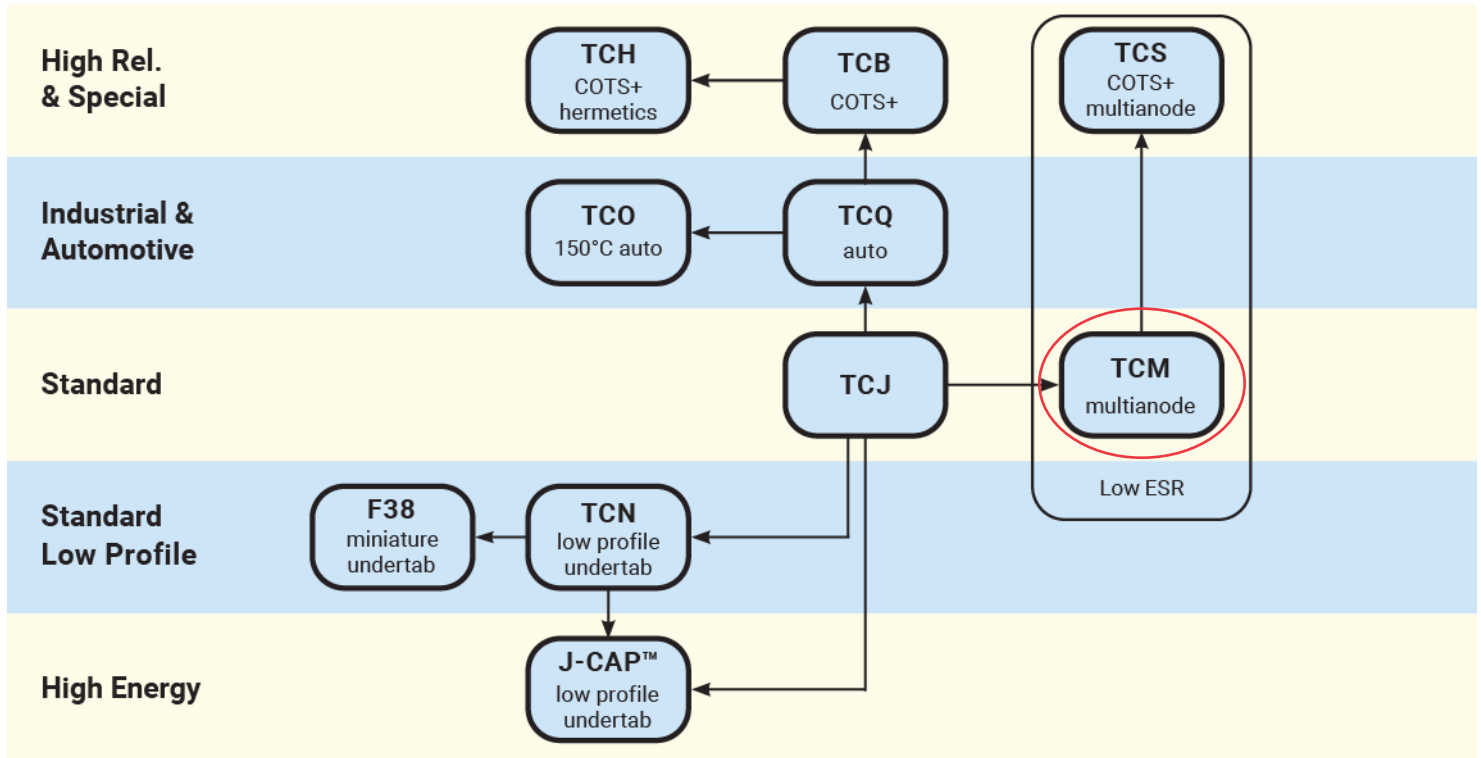 High Rel.
& Special
TCH
COTS+
hermetics
TCB
COTS+
TCS
COTS+
multianode
Industrial &
Automotive
TCO
150°C auto
TCQ
auto
Standard
TCJ
TCM
multianode
Low ESR
Standard
Low Profile
F38
miniature
undertab
TCN
low profile
undertab
High Energy
J-CAP™
low profile
undertab